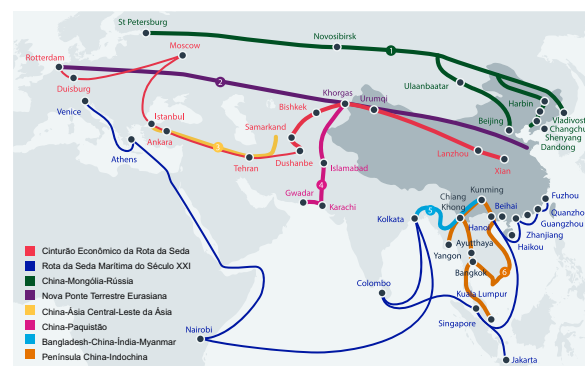 St Petersburg
Novosibirsk
Moscow
1
Rotterdam
2
Duisburg
Ulaanbaatar
Khorgas
Urumqi
Harbin
Venice
Bishkek
Vladivost
Istanbul
Beijing
Changchu
Samarkand
Shenyang
Ankara
3
Dandong
Athens
Lanzhou
Dushanbe
Tehran
Islamabad
Xian
4
Kunming
Gwadar
Chiang
Khong
Beihai
Fuzhou
Karachi
5
Quanzho
Kolkata
Hanoi
Guangzhou
Zhanjiang
Ayutthaya
Haikou
Yangon
Bangkok
6
Colombo
Kuala Lumpur
Singapore
Nairobi
Jakarta
Cinturão Econômico da Rota da Seda
Rota da Seda Marítima do Século XXI
China-Mongólia-Rússia
Nova Ponte Terrestre Eurasiana
China-Ásia Central-Leste da Ásia
China-Paquistão
Bangladesh-China-Índia-Myanmar
Península China-Indochina